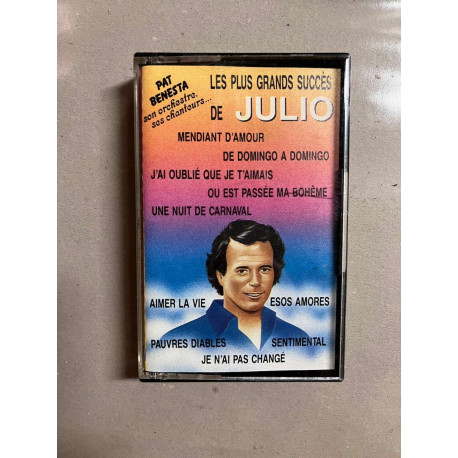 PAT
BENESTA
son orchestre,
ses chanteurs...
LES PLUS GRANDS SUCCÈS
DE JULIO
MENDIANT D'AMOUR
DE DOMINGO A DOMINGO
J'AI OUBLIÉ QUE JE T'AIMAIS
OU EST PASSÉE MA BOHÈME
UNE NUIT DE CARNAVAL
AIMER LA VIE
ESOS AMORES
PAUVRES DIABLES
SENTIMENTAL
JE N'AI PAS CHANGÉ